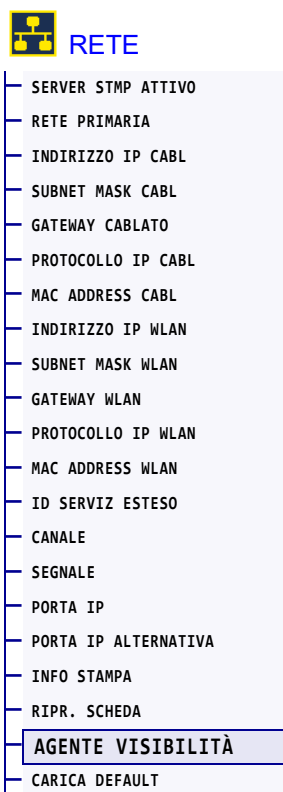 RETE
SERVER STMP ATTIVO
RETE PRIMARIA
INDIRIZZO IP CABL
SUBNET MASK CABL
GATEWAY CABLATO
PROTOCOLLO IP CABL
MAC ADDRESS CABL
INDIRIZZO IP WLAN
SUBNET MASK WLAN
GATEWAY WLAN
PROTOCOLLO IP WLAN
MAC ADDRESS WLAN
ID SERVIZ ESTESO
CANALE
SEGNALE
PORTA IP
PORTA IP ALTERNATIVA
INFO STAMPA
RIPR. SCHEDA
AGENTE VISIBILITÀ
CARICA DEFAULT